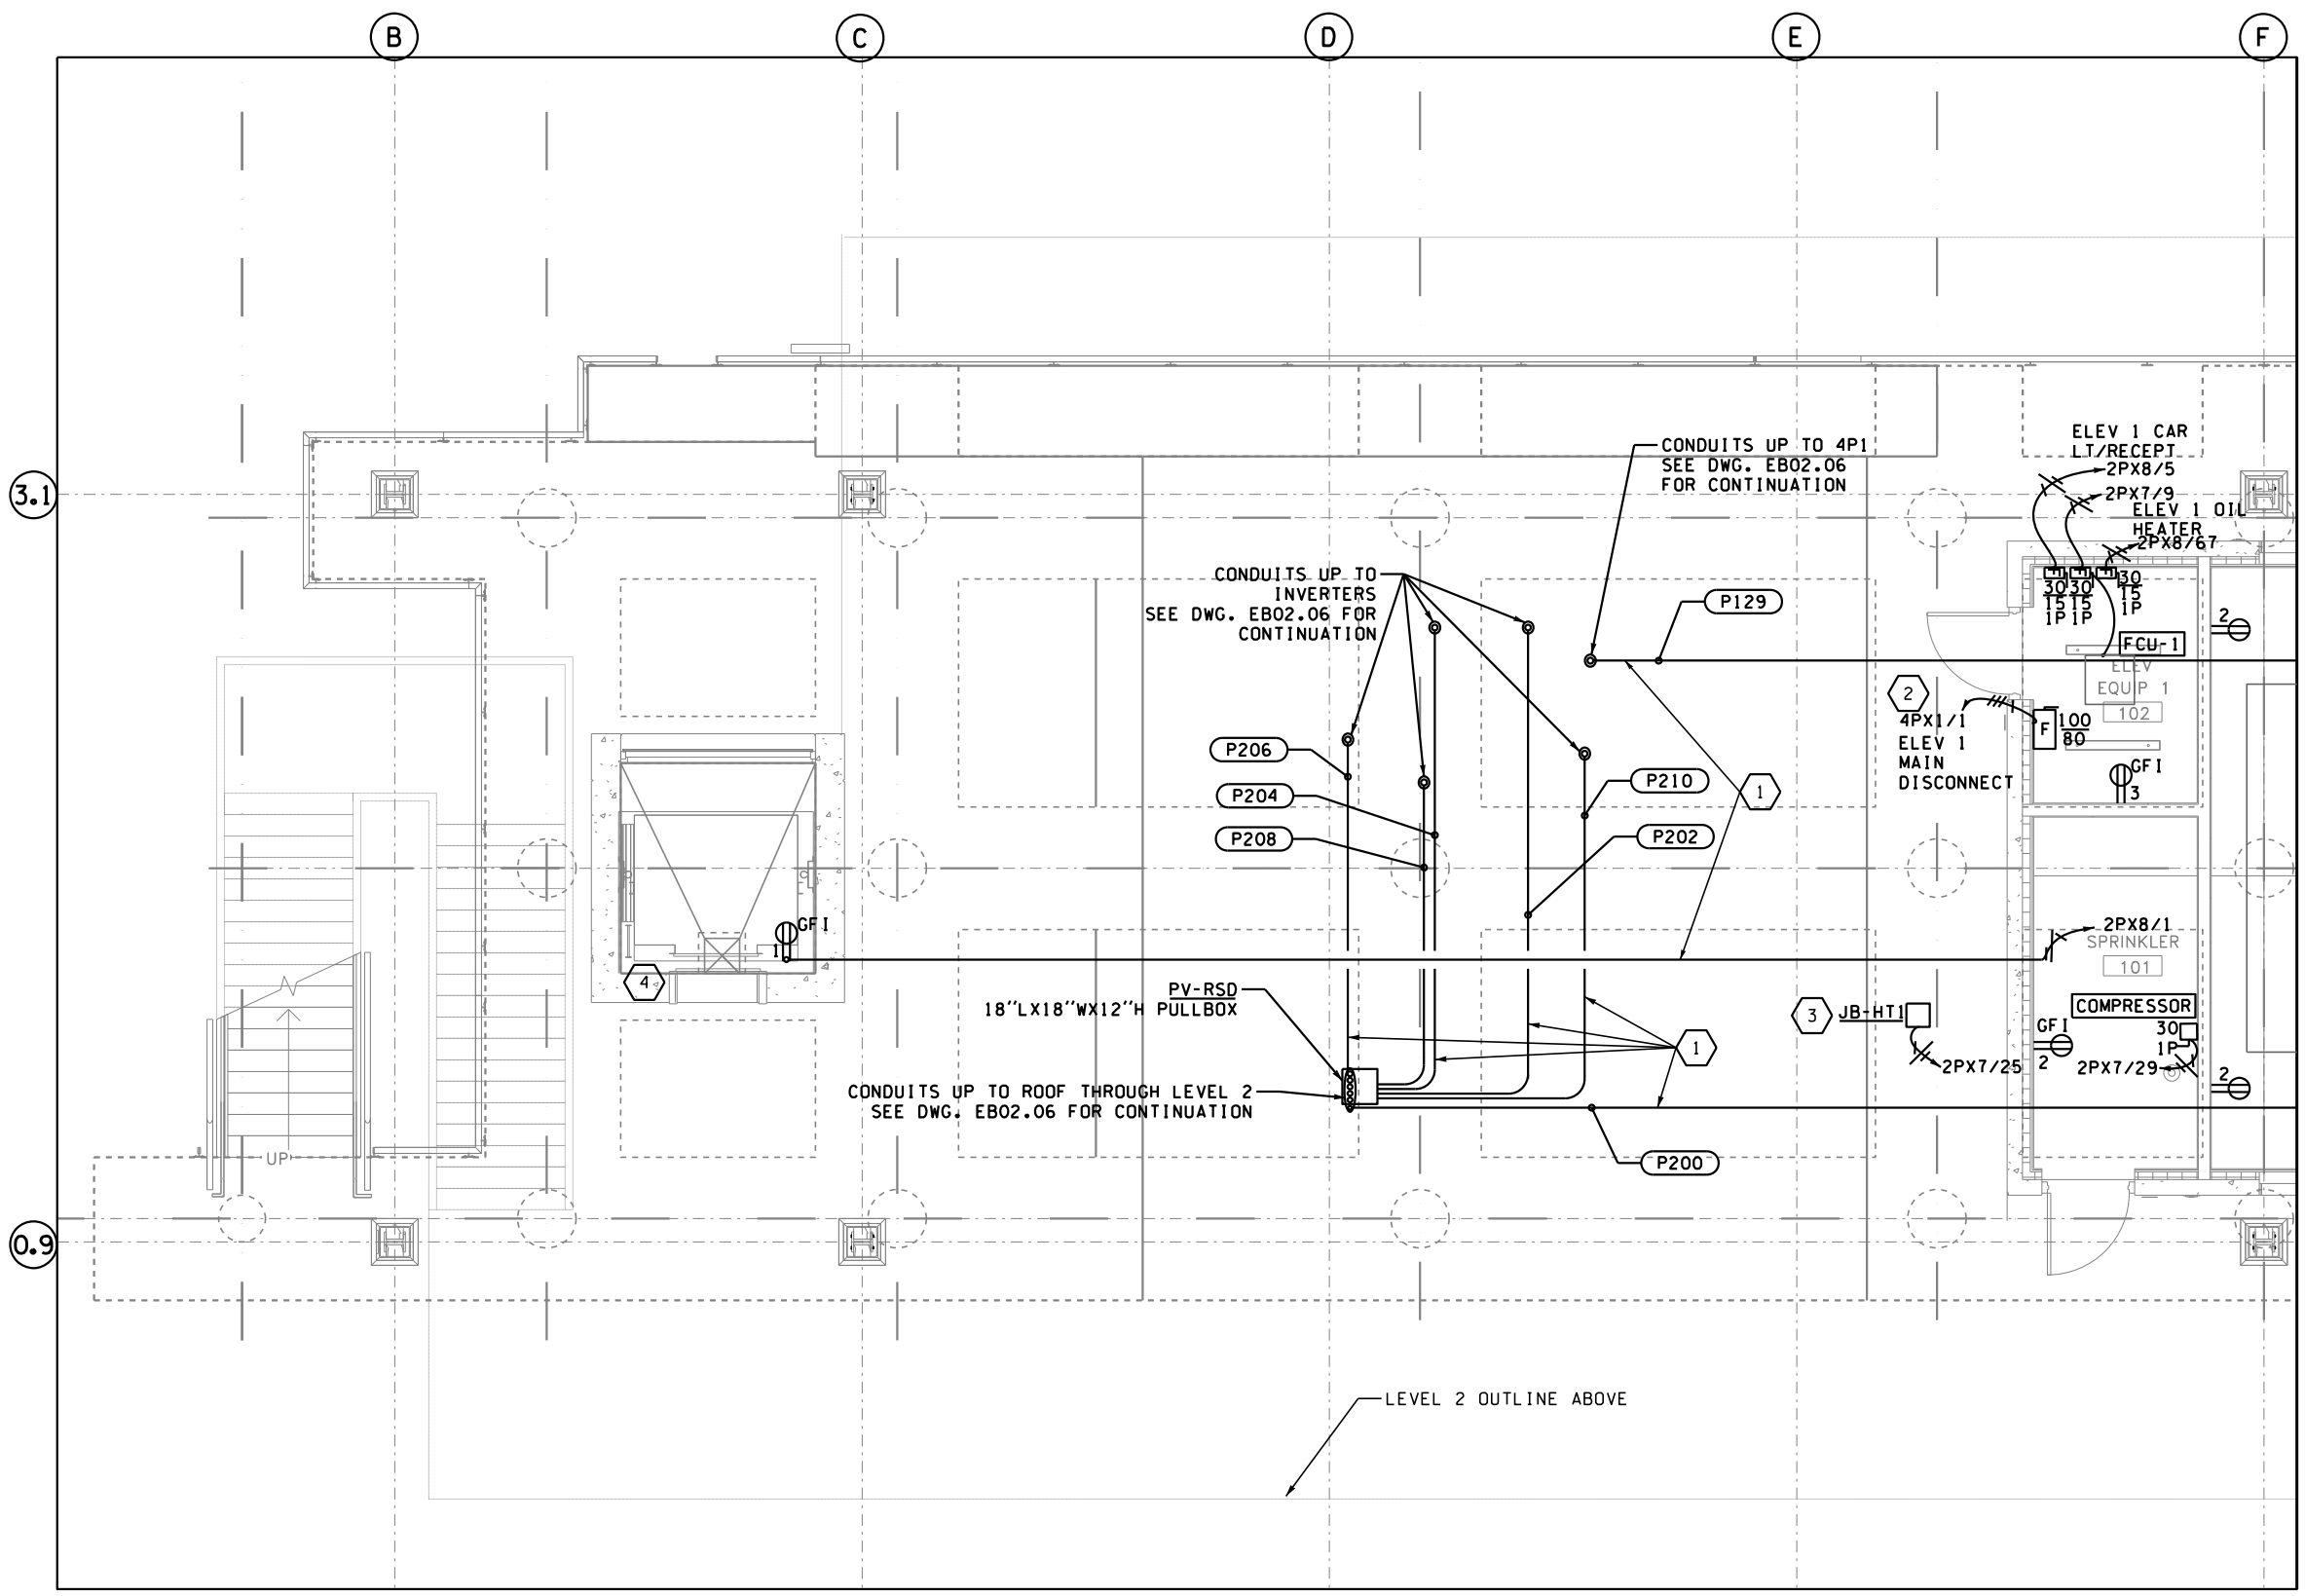 B
C
D
E
F
3.1
0.9
CONDUITS UP TO 4P1
SEE DWG. EB02.06
FOR CONTINUATION
ELEV 1 CAR
LT/RECEPT
2PX8/5
2PX7/9
ELEV 1 OIL
HEATER
2PX8/67
30
15
1P
30
15
1P
30
15
1P
FCU-1
ELEV
EQUIP 1
102
2
CONDUITS UP TO
INVERTERS
SEE DWG. EB02.06 FOR
CONTINUATION
P129
2
4PX1/1
ELEV 1
MAIN
DISCONNECT
F
100
80
GFI
3
P206
P204
P208
P210
P202
1
GFI
1
4
2PX8/1
SPRINKLER
101
PV-RSD
18"LX18"WX12"H PULLBOX
3
JB-HT1
COMPRESSOR
GFI
2
30
1P
2PX7/25
2PX7/29
2
1
CONDUITS UP TO ROOF THROUGH LEVEL 2
SEE DWG. EB02.06 FOR CONTINUATION
P200
UP
LEVEL 2 OUTLINE ABOVE